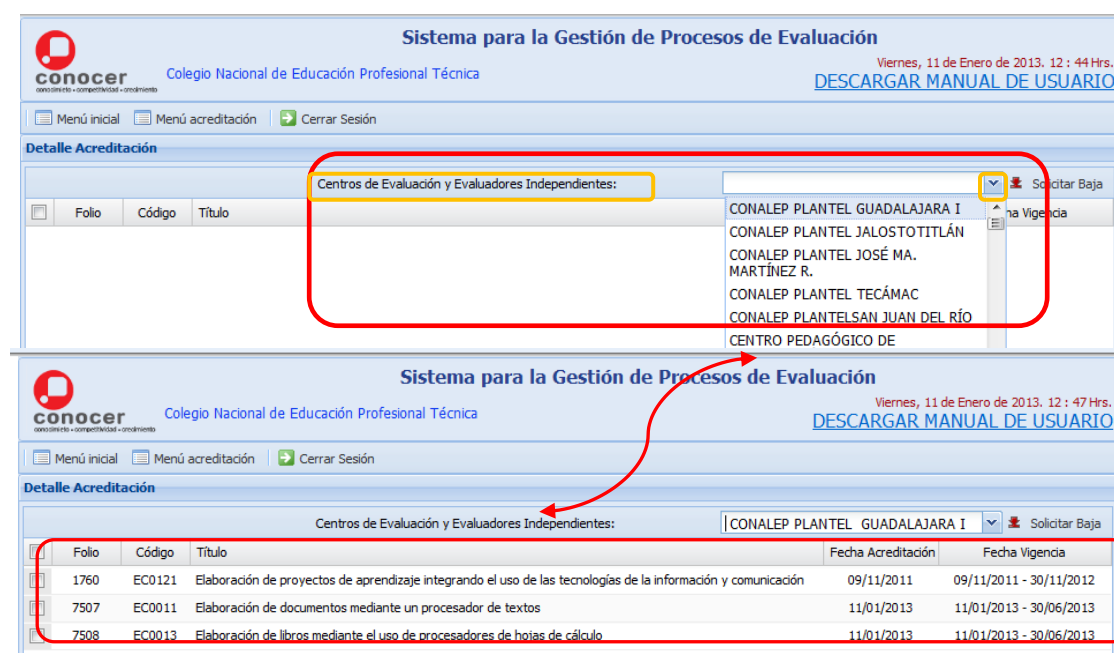 Sistema para la Gestión de Procesos de Evaluación
Viernes, 11 de Enero de 2013. 12 : 44 Hrs.
conocer
conocimiento • competitividad • crecimiento
Colegio Nacional de Educación Profesional Técnica
DESCARGAR MANUAL DE USUARIO
Menú inicial Menú acreditación Cerrar Sesión
Detalle Acreditación
Centros de Evaluación y Evaluadores Independientes: Solicitar Baja
Folio Código Título Vigencia
CONALEP PLANTEL GUADALAJARA I
CONALEP PLANTEL JALOSTOTITLÁN
CONALEP PLANTEL JOSÉ MA.
MARTÍNEZ R.
CONALEP PLANTEL TECÁMAC
CONALEP PLANTELSAN JUAN DEL RÍO
CENTRO PEDAGÓGICO DE
Sistema para la Gestión de Procesos de Evaluación
Viernes, 11 de Enero de 2013. 12 : 47 Hrs.
conocer
conocimiento • competitividad • crecimiento
Colegio Nacional de Educación Profesional Técnica
DESCARGAR MANUAL DE USUARIO
Menú inicial Menú acreditación Cerrar Sesión
Detalle Acreditación
Centros de Evaluación y Evaluadores Independientes: CONALEP PLANTEL GUADALAJARA I Solicitar Baja
Folio Código Título Fecha Acreditación Fecha Vigencia
1760 EC0121 Elaboración de proyectos de aprendizaje integrando el uso de las tecnologías de la información y comunicación 09/11/2011 09/11/2011 - 30/11/2012
7507 EC0011 Elaboración de documentos mediante un procesador de textos 11/01/2013 11/01/2013 - 30/06/2013
7508 EC0013 Elaboración de libros mediante el uso de procesadores de hojas de cálculo 11/01/2013 11/01/2013 - 30/06/2013